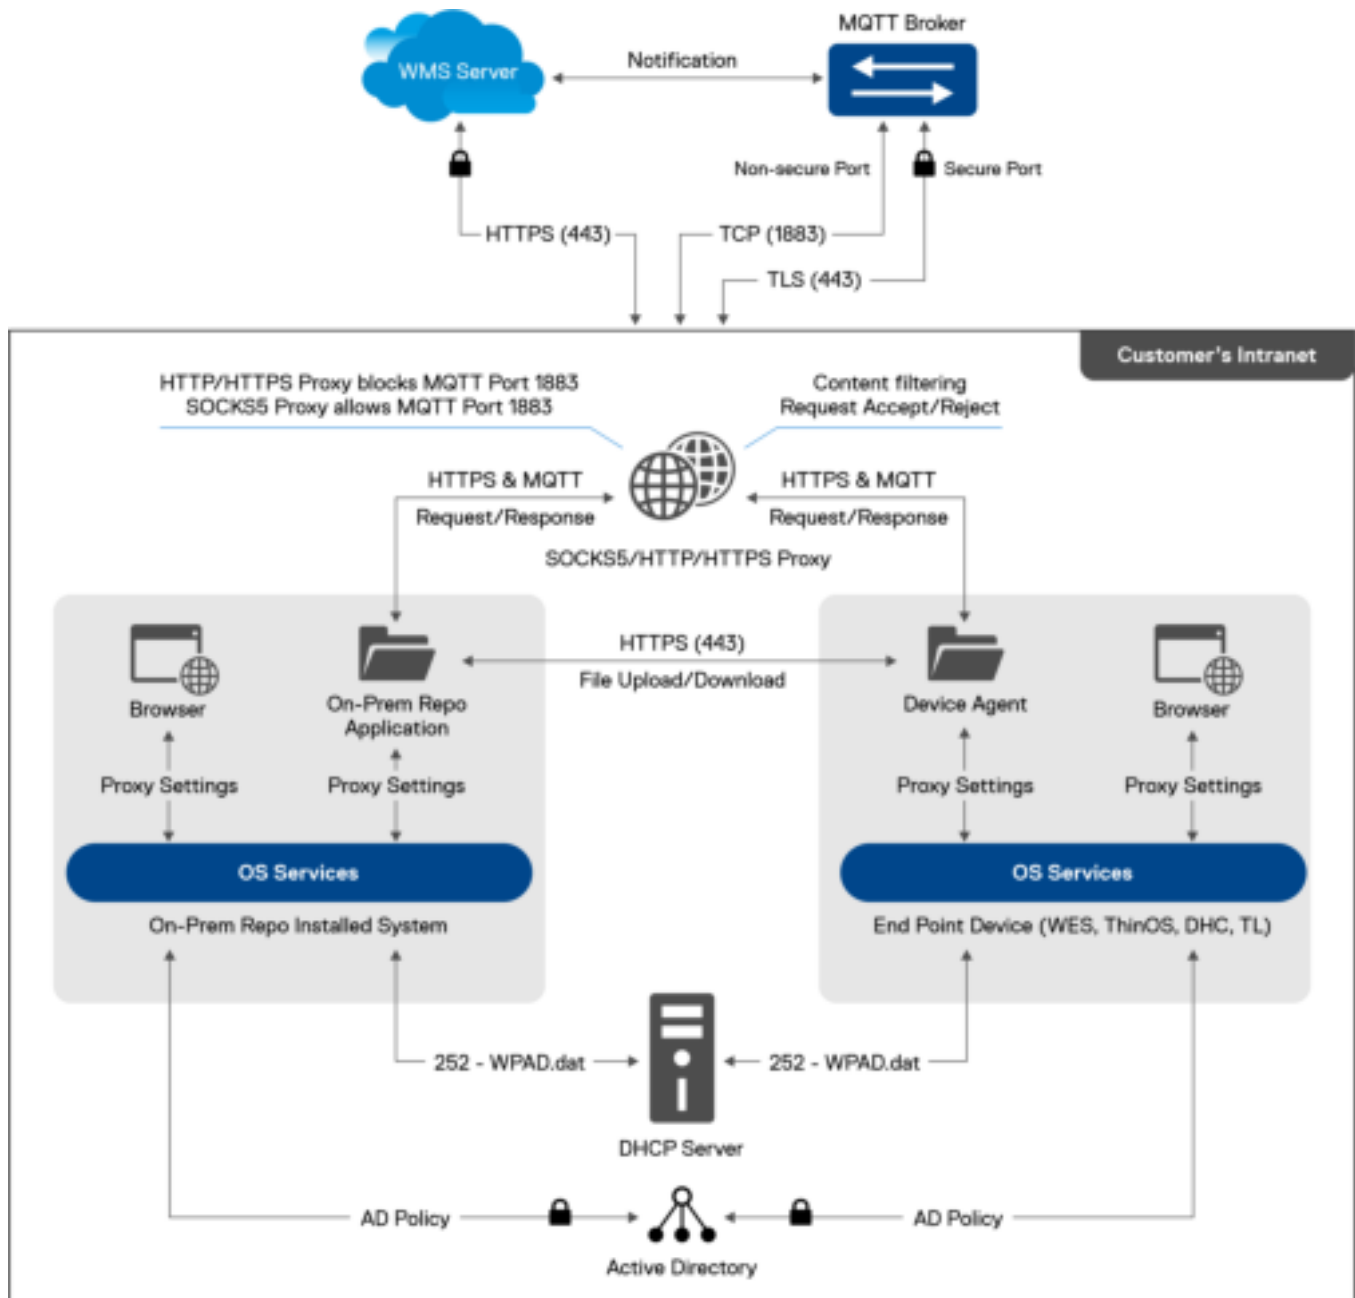 MQTT Broker
WMS Server
Notification
Non-secure Port
Secure Port
HTTPS (443)
TCP (1883)
TLS (443)
Customer's Intranet
HTTP/HTTPS Proxy blocks MQTT Port 1883
SOCKS5 Proxy allows MQTT Port 1883
Content filtering
Request Accept/Reject
HTTPS & MQTT
Request/Response
HTTPS & MQTT
Request/Response
SOCKS5/HTTP/HTTPS Proxy
HTTPS (443)
File Upload/Download
Browser
On-Prem Repo
Application
Device Agent
Browser
Proxy Settings
Proxy Settings
Proxy Settings
Proxy Settings
OS Services
OS Services
On-Prem Repo Installed System
End Point Device (WES, ThinOS, DHC, TL)
252 - WPAD.dat
252 - WPAD.dat
DHCP Server
AD Policy
AD Policy
Active Directory